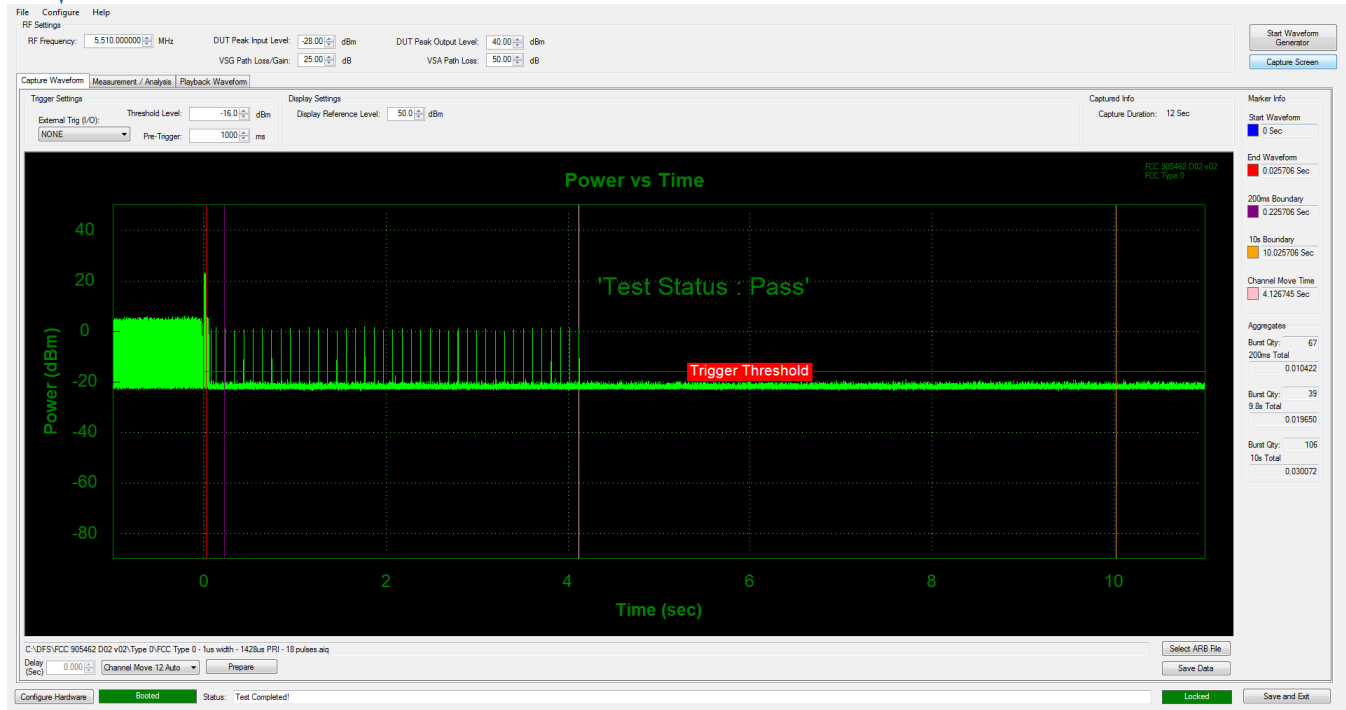 File Configure Help
RF Settings
RF Frequency: 5,510.000000 MHz DUT Peak Input Level: -28.00 dBm DUT Peak Output Level: 40.00 dBm
VSG Path Loss/Gain: 25.00 dB VSA Path Loss: 50.00 dB
Start Waveform
Generator
Capture Screen
Capture Waveform Measurement / Analysis Playback Waveform
Trigger Settings
External Trig (I/O):
NONE
Threshold Level: -16.0 dBm
Pre-Trigger: 1000 ms
Display Settings
Display Reference Level: 50.0 dBm
Captured Info
Capture Duration: 12 Sec
Marker Info
Start Waveform
0 Sec
End Waveform
0.025706 Sec
200ms Boundary
0.225706 Sec
10s Boundary
10.025706 Sec
Channel Move Time
4.126745 Sec
Aggregates
Burst Qty: 67
200ms Total
0.010422
Burst Qty: 39
9.8s Total
0.019650
Burst Qty: 106
10s Total
0.030072
Power vs Time
FCC 905462 D02 v02
FCC Type 0
'Test Status : Pass'
Trigger Threshold
Power (dBm)
40
20
0
-20
-40
-60
-80
0 2 4 6 8 10
Time (sec)
C:\DFS\FCC 905462 D02 v02\Type 0\FCC Type 0 - 1us width - 1428us PRI - 18 pulses.aiq
Select ARB File
Delay
(Sec) 0.000 Channel Move 12 Auto Prepare
Save Data
Configure Hardware Booted Status: Test Completed! Locked Save and Exit